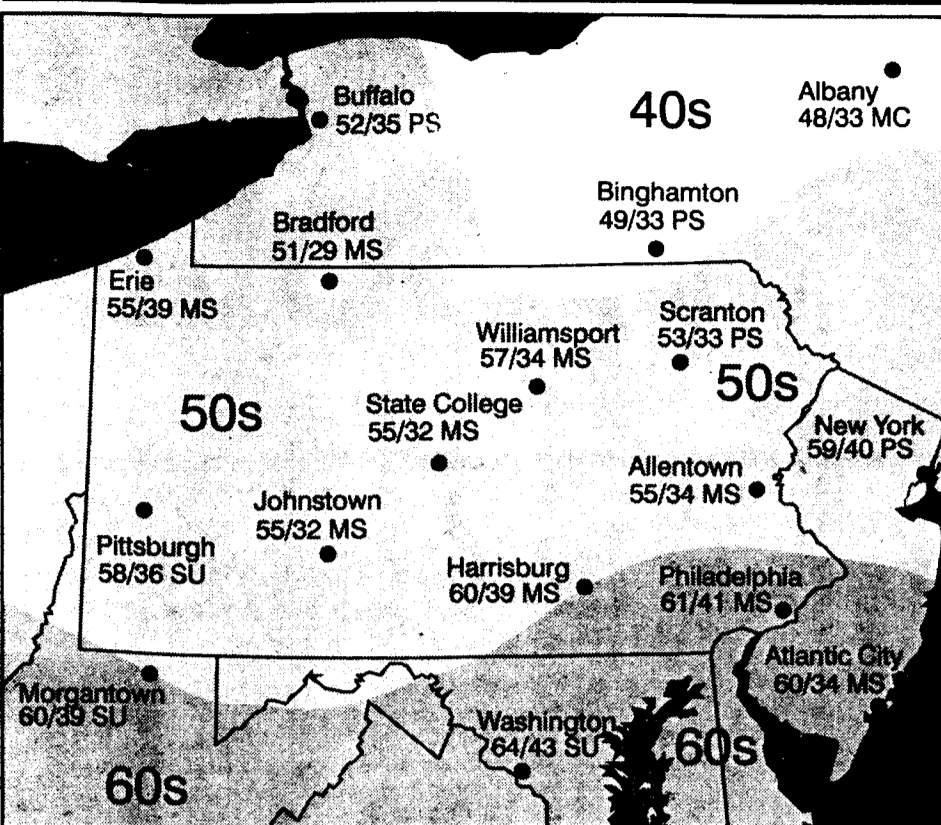 Buffalo
52/35 PS
40s
Albany
48/33 MC
Binghamton
49/33 PS
Bradford
51/29 MS
Erie
55/39 MS
Scranton
53/33 PS
Williamsport
57/34 MS
50s
State College
55/32 MS
50s
New York
59/40 PS
Allentown
55/34 MS
Johnstown
55/32 MS
Pittsburgh
58/36 SU
Harrisburg
60/39 MS
Philadelphia
61/41 MS
Atlantic City
60/34 MS
Morgantown
60/39 SU
Washington
64/43 SU
60s
60s